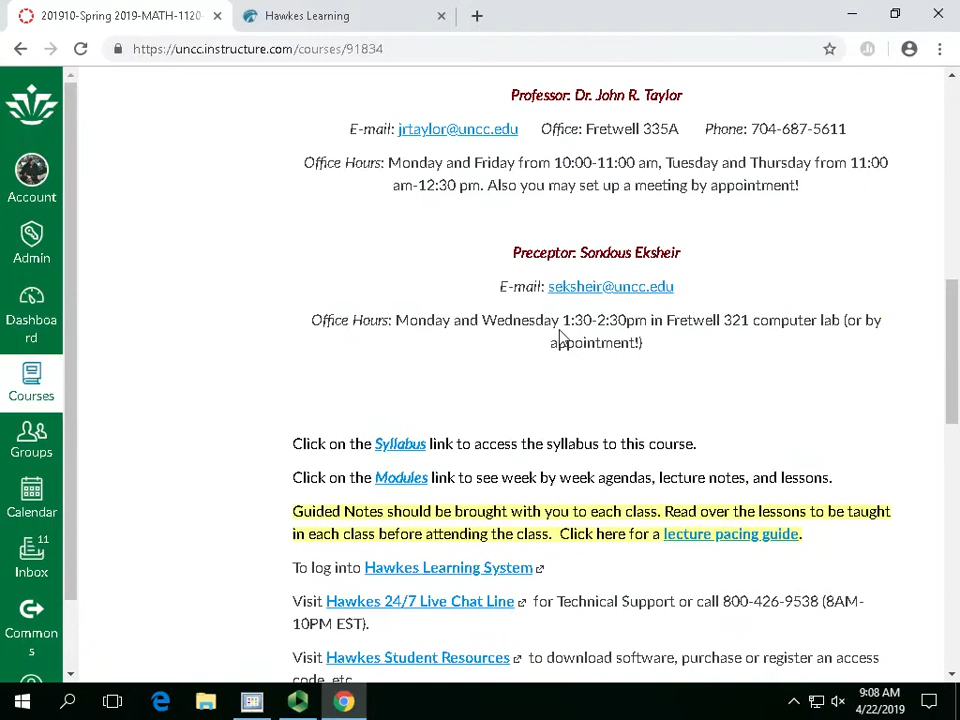 201910-Spring 2019-MATH-1120-
Hawkes Learning
https://uncc.instructure.com/courses/91834
Professor: Dr. John R. Taylor
E-mail: jrtaylor@uncc.edu Office: Fretwell 335A Phone: 704-687-5611
Office Hours: Monday and Friday from 10:00-11:00 am, Tuesday and Thursday from 11:00
am-12:30 pm. Also you may set up a meeting by appointment!
Preceptor: Sondous Eksheir
E-mail: seksheir@uncc.edu
Office Hours: Monday and Wednesday 1:30-2:30pm in Fretwell 321 computer lab (or by
appointment!)
Click on the Syllabus link to access the syllabus to this course.
Click on the Modules link to see week by week agendas, lecture notes, and lessons.
Guided Notes should be brought with you to each class. Read over the lessons to be taught
in each class before attending the class. Click here for a lecture pacing guide.
To log into Hawkes Learning System
Visit Hawkes 24/7 Live Chat Line for Technical Support or call 800-426-9538 (8AM-
10PM EST).
Visit Hawkes Student Resources to download software, purchase or register an access
code, etc.
Account
Admin
Dashboa
rd
Courses
Groups
Calendar
11
Inbox
Common
s
9:08 AM
4/22/2019